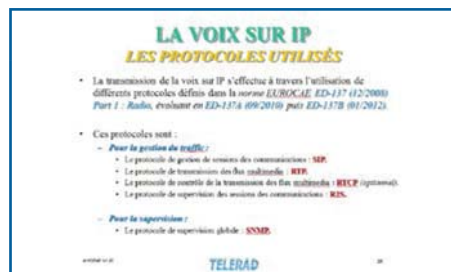 LA VOIX SUR IP
LES PROTOCOLES UTILISÉS
• La transmission de la voix sur IP s'effectue à travers l'utilisation de
différents protocoles définis dans la norme EUROCAE ED-137 (12/2008)
Part 1 : Radio, évoluant en ED-137A (09/2010) puis ED-137B (01/2012).
• Ces protocoles sont :
– Pour la gestion du traffic :
• Le protocole de gestion de sessions des communications : SIP.
• Le protocole de transmission des flux multimedia : RTP.
• Le protocole de contrôle de la transmission des flux multimedia : RTCP (optionnel).
• Le protocole de supervision des sessions des communications : R2S.
– Pour la supervision :
• Le protocole de supervision globale : SNMP.
TELERAD